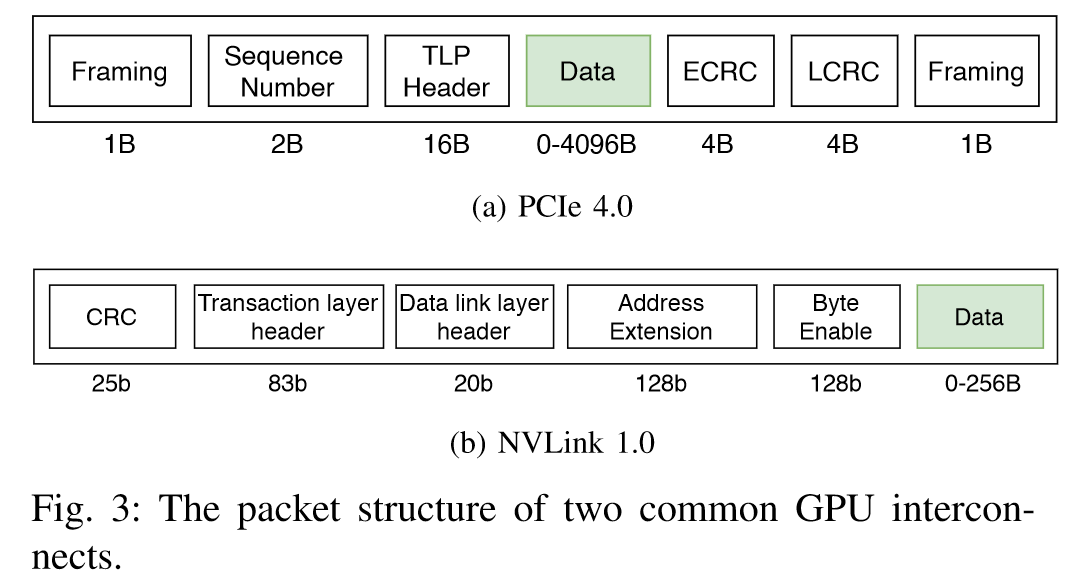 Framing
Sequence
Number
TLP
Header
Data
ECRC
LCRC
Framing
1B
2B
16B
0-4096B
4B
4B
1B
(a) PCIe 4.0
CRC
Transaction layer
header
Data link layer
header
Address
Extension
Byte
Enable
Data
25b
83b
20b
128b
128b
0-256B
(b) NVLink 1.0
Fig. 3: The packet structure of two common GPU intercon-
nects.